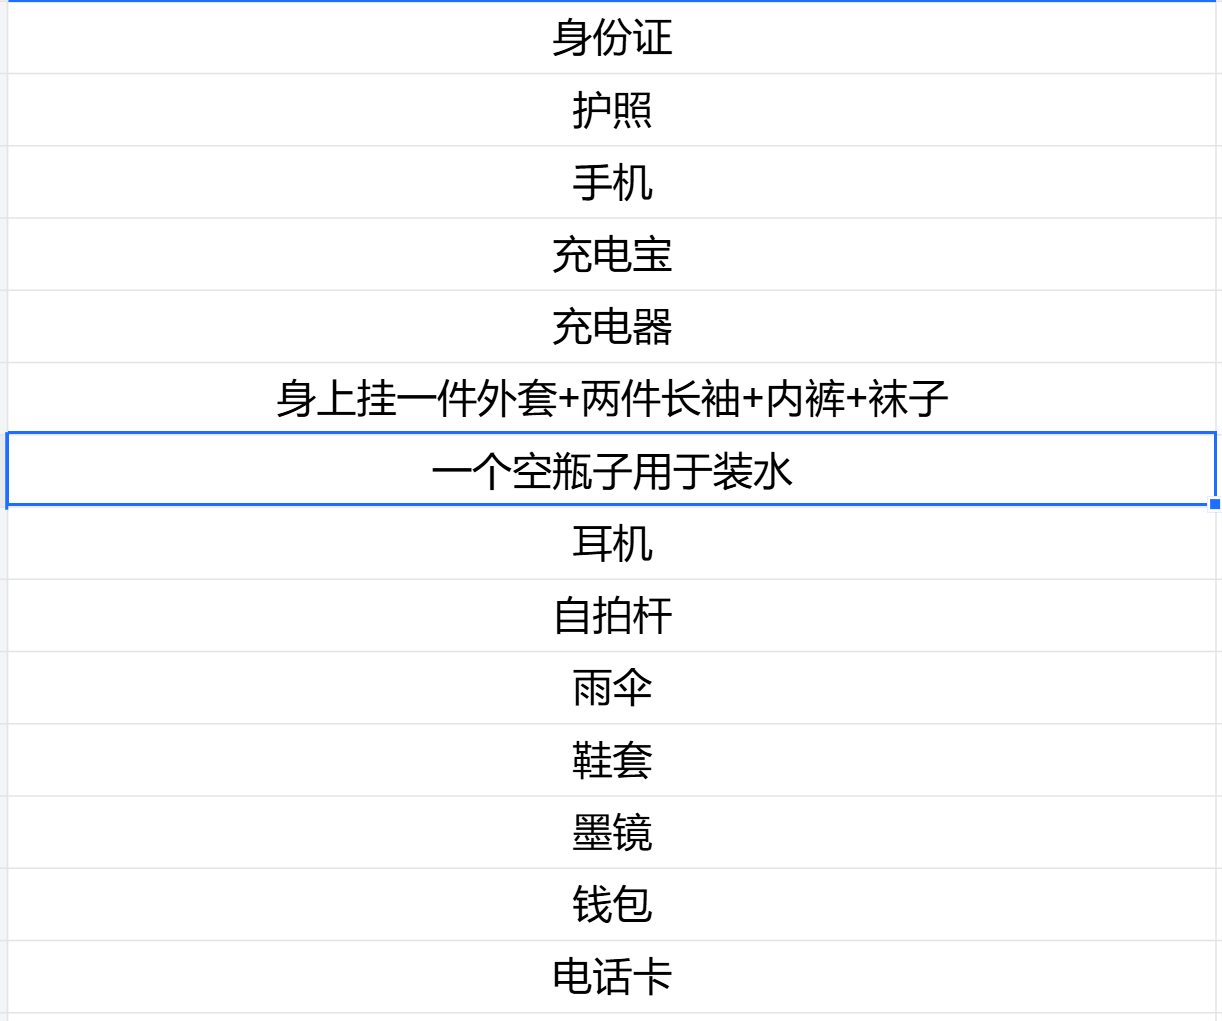 身份证
护照
手机
充电宝
充电器
身上挂一件外套+两件长袖+内裤+袜子
一个空瓶子用于装水
耳机
自拍杆
雨伞
鞋套
墨镜
钱包
电话卡